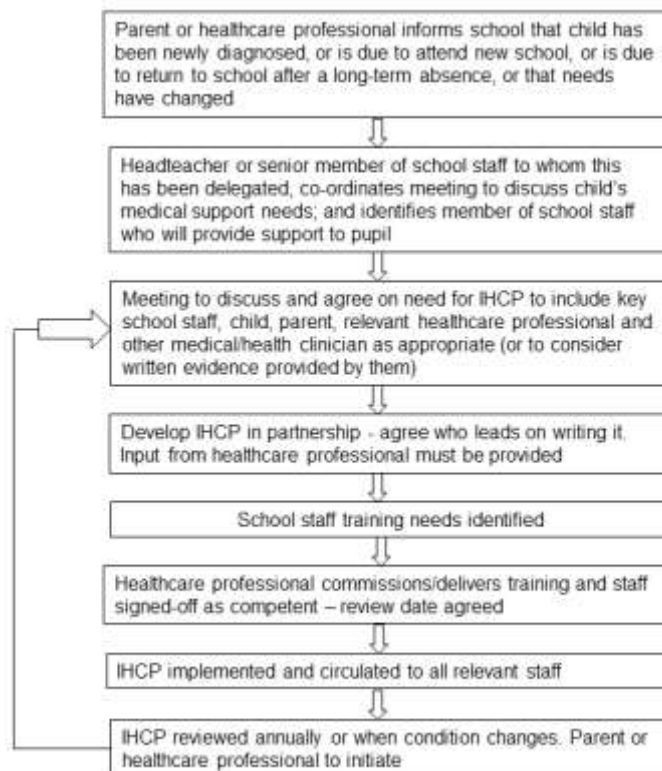 Parent or healthcare professional informs school that child has
been newly diagnosed, or is due to attend new school, or is due
to return to school after a long-term absence, or that needs
have changed
Headteacher or senior member of school staff to whom this
has been delegated, co-ordinates meeting to discuss child's
medical support needs; and identifies member of school staff
who will provide support to pupil
Meeting to discuss and agree on need for IHCP to include key
school staff, child, parent, relevant healthcare professional and
other medical/health clinician as appropriate (or to consider
written evidence provided by them)
Develop IHCP in partnership - agree who leads on writing it.
Input from healthcare professional must be provided
School staff training needs identified
Healthcare professional commissions/delivers training and staff
signed-off as competent – review date agreed
IHCP implemented and circulated to all relevant staff
IHCP reviewed annually or when condition changes. Parent or
healthcare professional to initiate